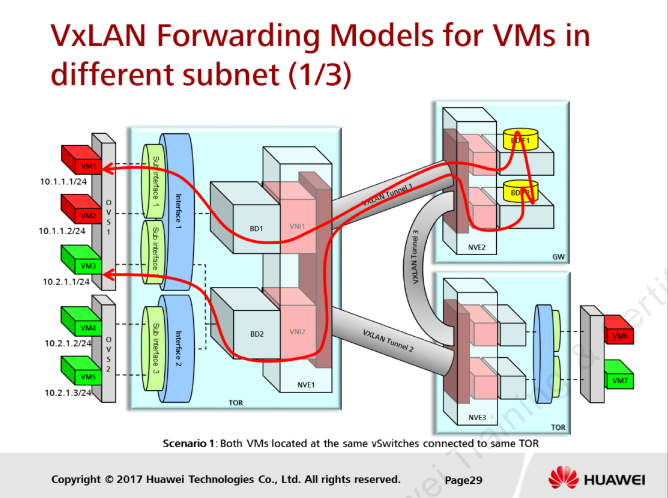 VxLAN Forwarding Models for VMs in
different subnet (1/3)
VM1
10.1.1.1/24
VM2
10.1.1.2/24
VM3
10.2.1.1/24
VM4
10.2.1.2/24
VM5
10.2.1.3/24
OVS1
OVS2
Sub interface 1
Sub interface
Sub interface 3
Interface 1
Interface 2
BD1
VNI1
BD2
VNI2
NVE1
TOR
VXLAN Tunnel 1
VXLAN Tunnel 3
VXLAN Tunnel 2
NVE2
GW
NVE3
TOR
VM6
VM7
Scenario 1: Both VMs located at the same vSwitches connected to same TOR
Copyright © 2017 Huawei Technologies Co., Ltd. All rights reserved.
Page29
HUAWEI